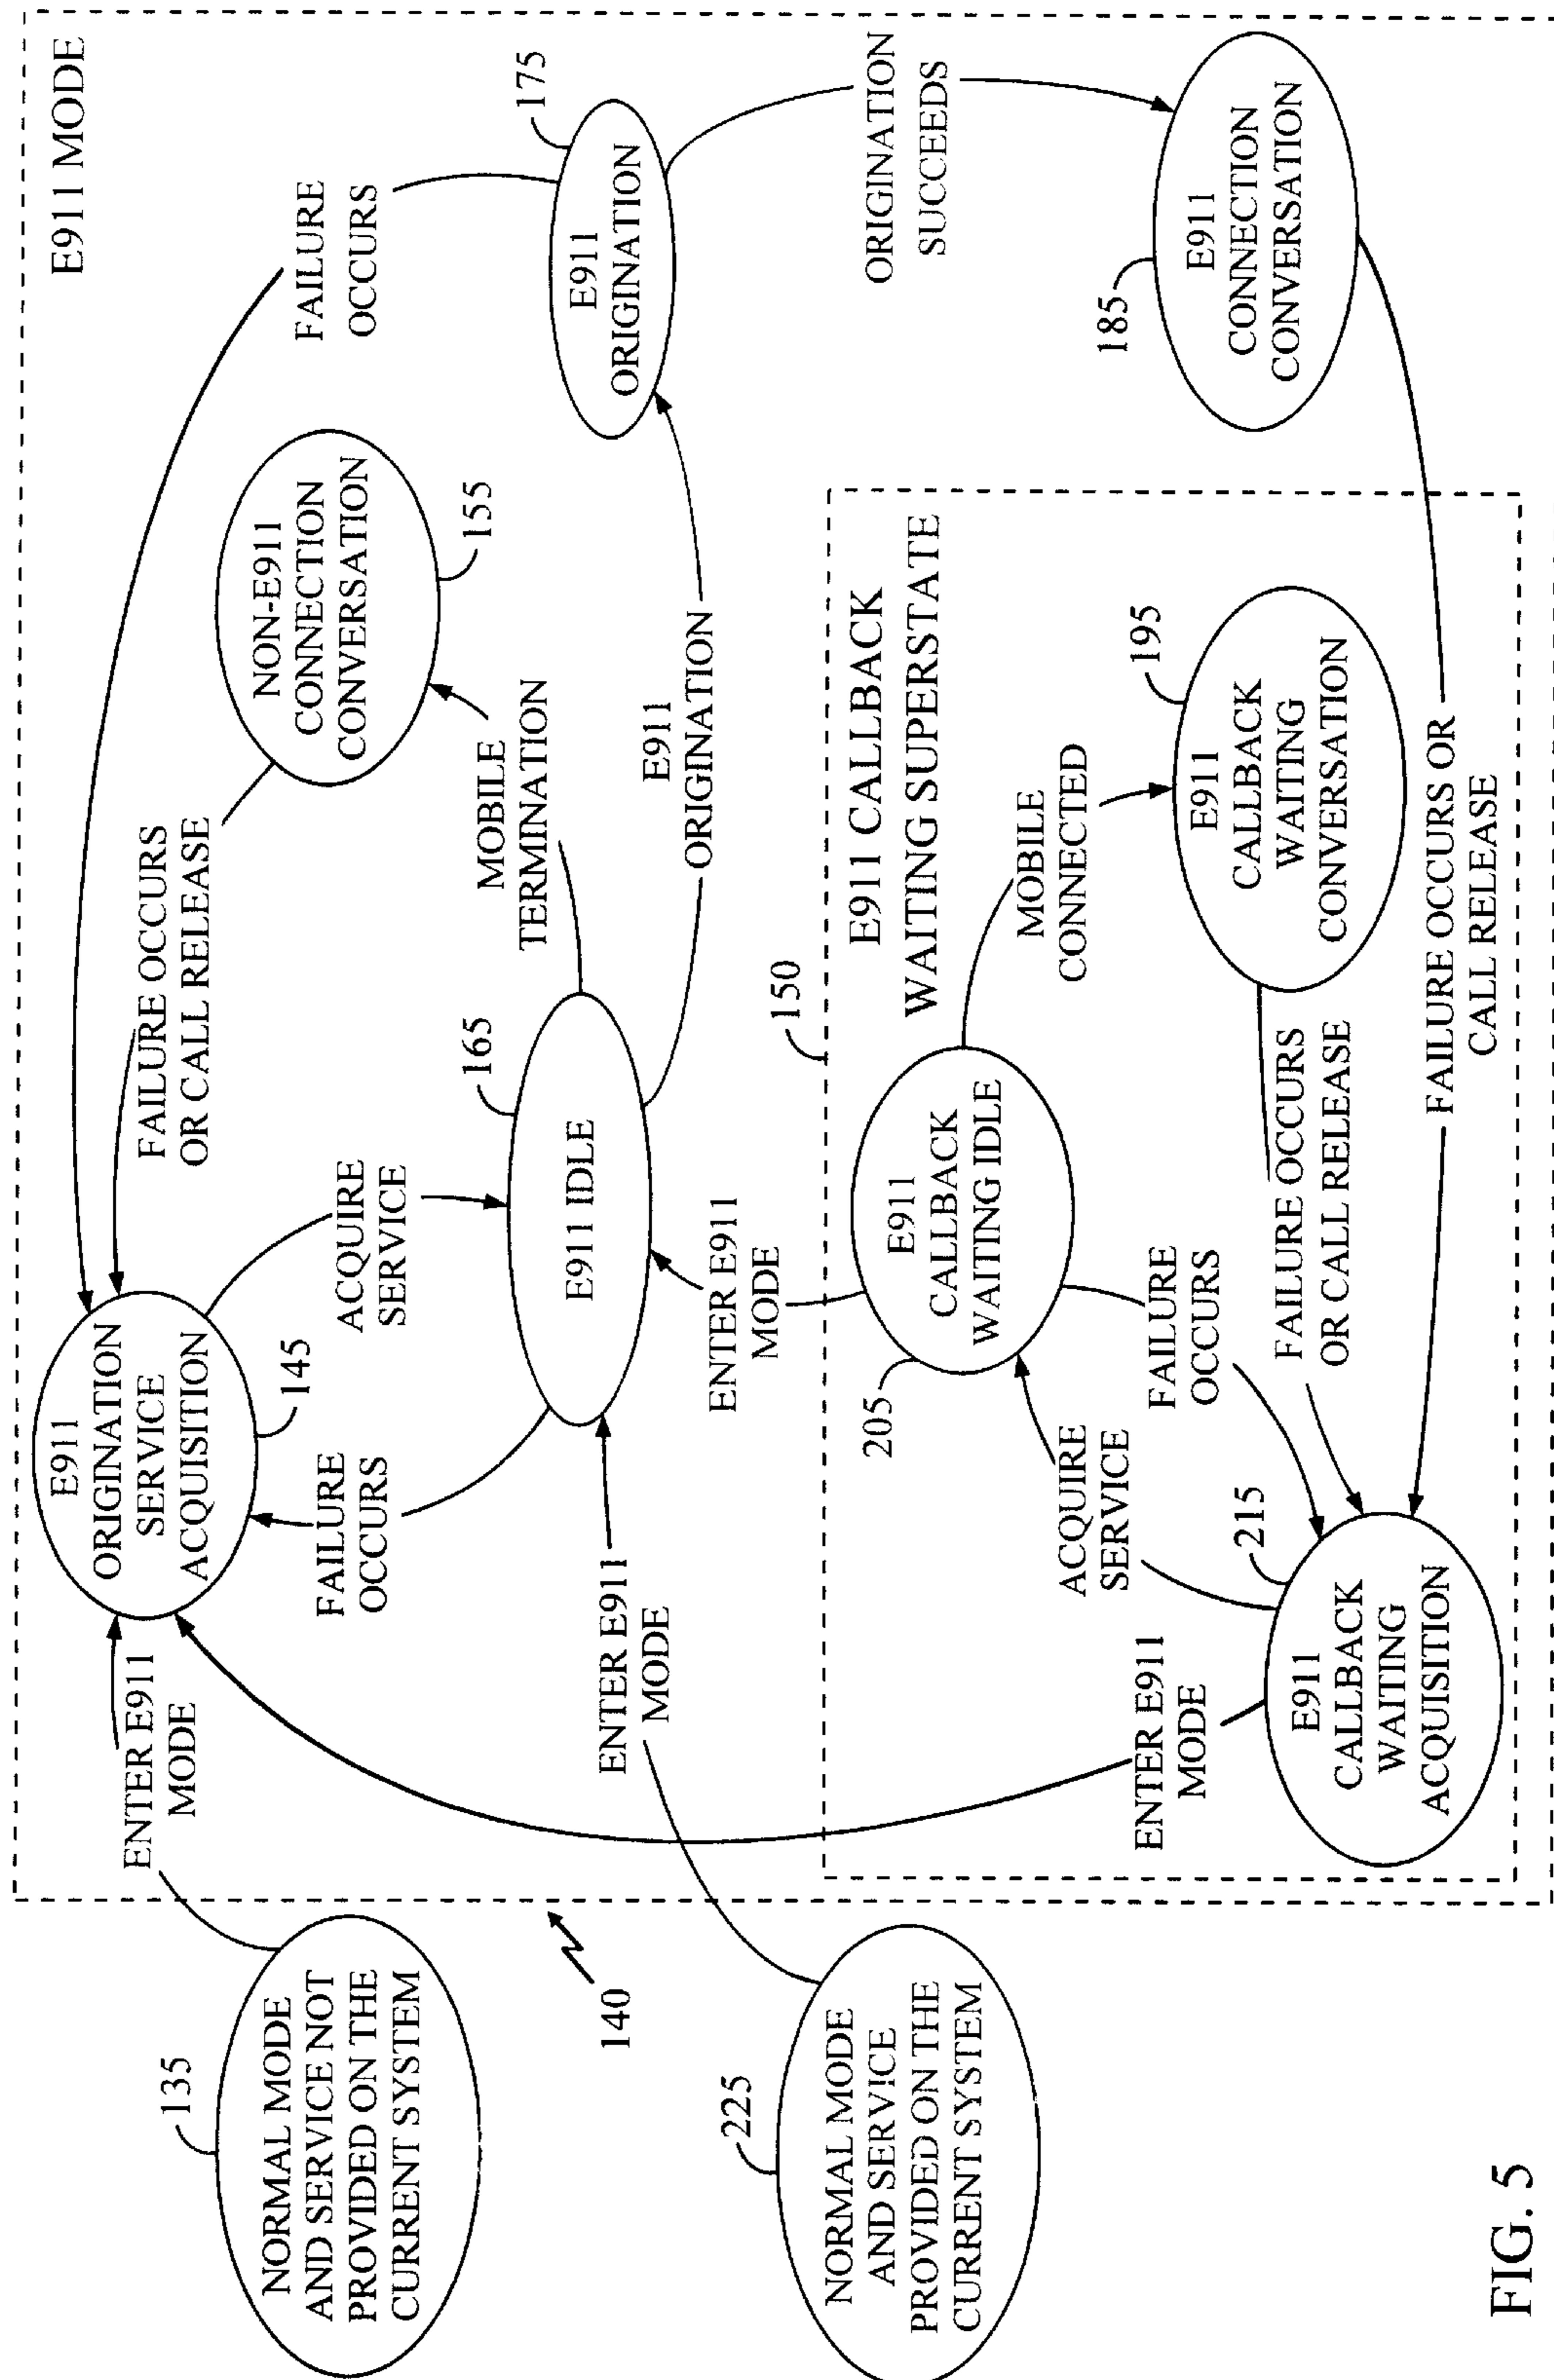 E911 MODE
NORMAL MODE
AND SERVICE NOT
PROVIDED ON THE
CURRENT SYSTEM
135
ENTER E911
MODE
E911
ORIGINATION
SERVICE
ACQUISITION
145
FAILURE OCCURS
OR CALL RELEASE
FAILURE
OCCURS
NON-E911
CONNECTION
CONVERSATION
155
ACQUIRE
SERVICE
FAILURE
OCCURS
MOBILE
TERMINATION
140
ENTER E911
MODE
E911 IDLE
165
E911
ORIGINATION
E911
ORIGINATION
175
NORMAL MODE
AND SERVICE
PROVIDED ON THE
CURRENT SYSTEM
225
ENTER E911
MODE
150
E911 CALLBACK
WAITING SUPERSTATE
ORIGINATION
SUCCEEDS
E911
CALLBACK
WAITING IDLE
205
MOBILE
CONNECTED
ENTER E911
MODE
ACQUIRE
SERVICE
FAILURE
OCCURS
E911
CALLBACK
WAITING
CONVERSATION
195
E911
CONNECTION
CONVERSATION
185
E911
CALLBACK
WAITING
ACQUISITION
215
FAILURE OCCURS
OR CALL RELEASE
FAILURE OCCURS OR
CALL RELEASE
FIG. 5